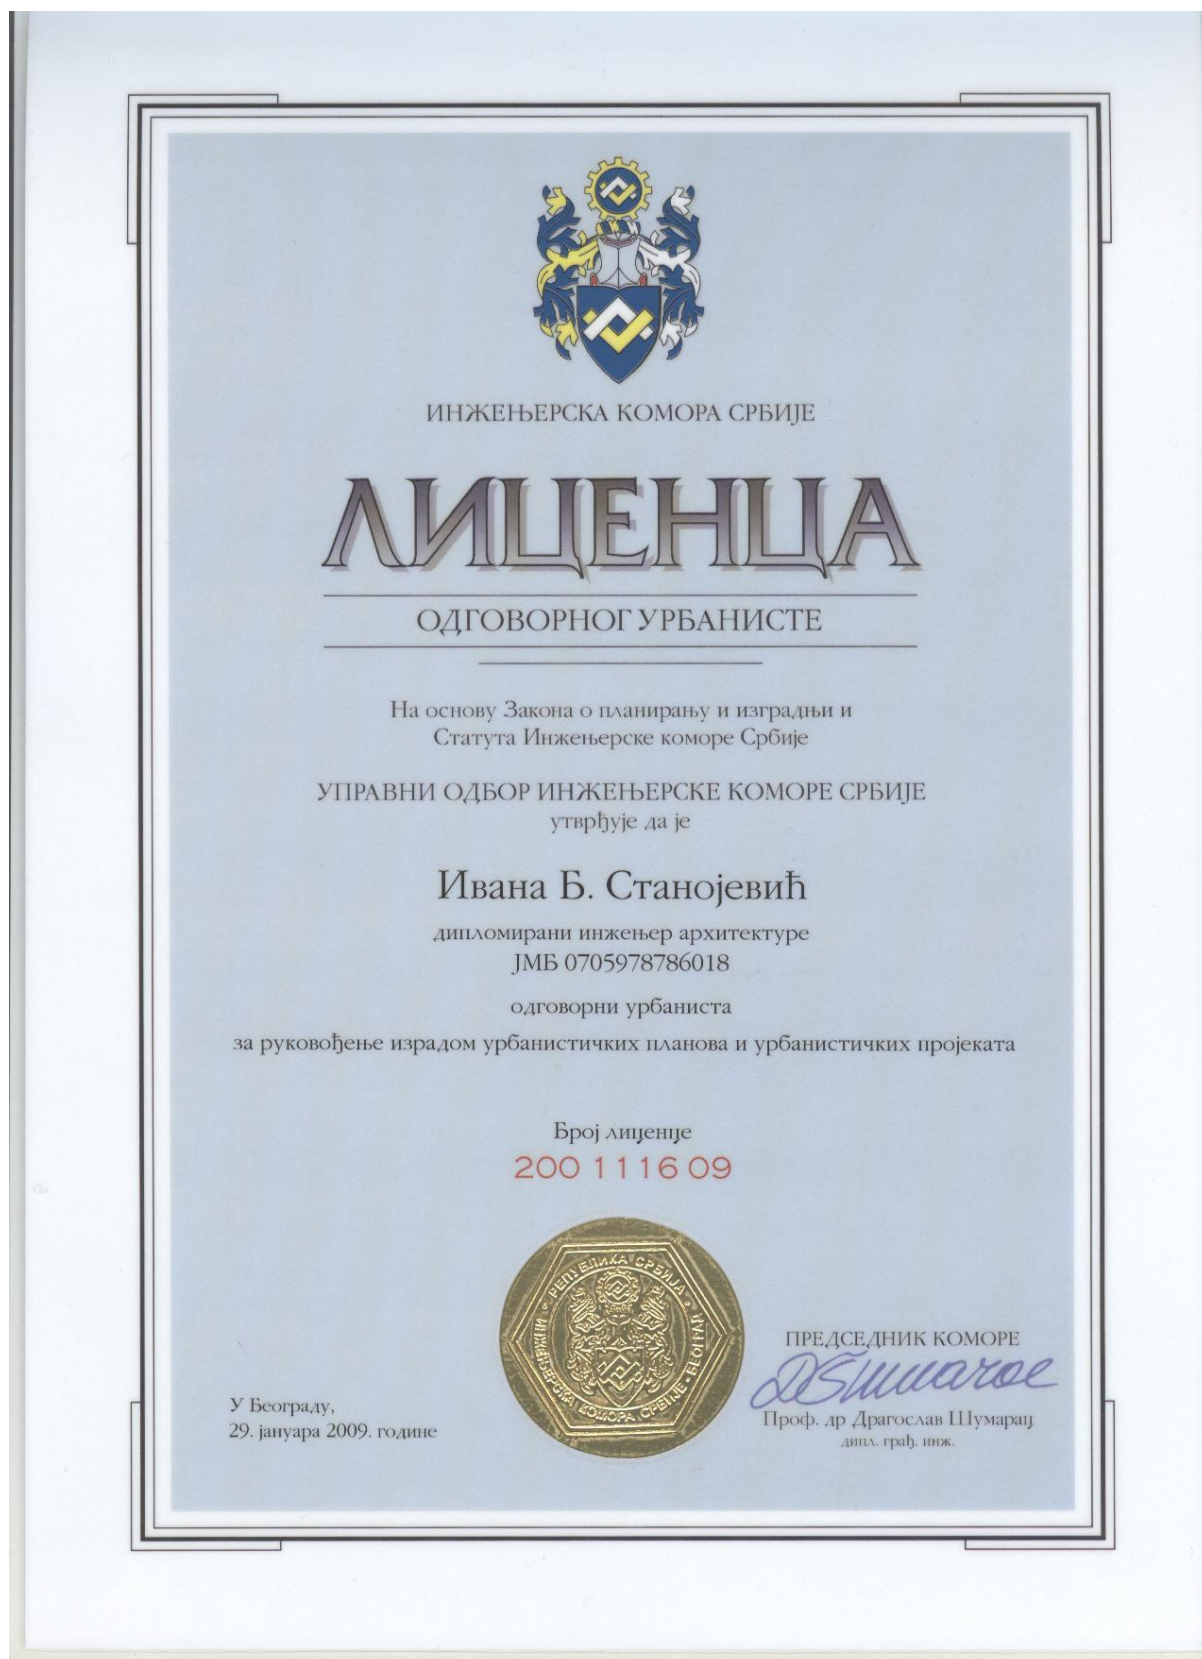 ИНЖЕЊЕРСКА КОМОРА СРБИЈЕ
ЛИЦЕНЦА
ОДГОВОРНОГ УРБАНИСТЕ
На основу Закона о планирању и изградњи и
Статута Инжењерске коморе Србије
УПРАВНИ ОДБОР ИНЖЕЊЕРСКЕ КОМОРЕ СРБИЈЕ
утврђује да је
Ивана Б. Станојевић
дипломирани инжењер архитектуре
ЈМБ 0705978786018
одговорни урбаниста
за руковођење израдом урбанистичких планова и урбанистичких пројеката
Број лиценце
200 1116 09
РЕПУБЛИКА СРБИЈА
ИНЖЕЊЕРСКА КОМОРА СРБИЈЕ
ПРЕДСЕДНИК КОМОРЕ
Проф. др Драгослав Шумарац
дипл. грађ. инж.
У Београду,
29. јануара 2009. године